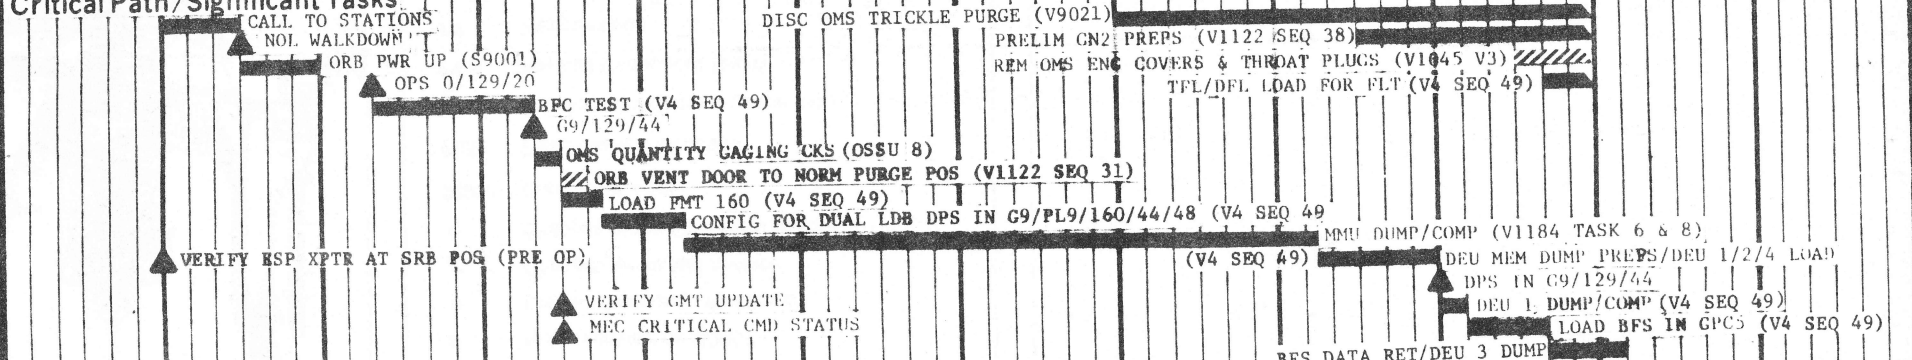 Critical Path/Significant Tasks
CALL TO STATIONS
DISC OMS TRICKLE PURGE (V9021)
NOL WALKDOWN
PRELIM GN2 PREPS (V1122 SEQ 38)
ORB PWR UP (S9001)
REM OMS ENG COVERS & THROAT PLUGS (V1045 V3)
OPS 0/129/20
TFL/DFL LOAD FOR FLT (V4 SEQ 49)
BFC TEST (V4 SEQ 49)
G9/129/44
OMS QUANTITY GAGING CKS (OSSU 8)
ORB VENT DOOR TO NORM PURGE POS (V1122 SEQ 31)
LOAD FMT 160 (V4 SEQ 49)
CONFIG FOR DUAL LDB DPS IN G9/PL9/160/44/48 (V4 SEQ 49
MMU DUMP/COMP (V1184 TASK 6 & 8)
VERIFY RSP XPTR AT SRB POS (PRE OP)
(V4 SEQ 49)
DEU MEM DUMP PREPS/DEU 1/2/4 LOAD
DPS IN G9/129/44
VERIFY GMT UPDATE
DEU 1 DUMP/COMP (V4 SEQ 49)
MEC CRITICAL CMD STATUS
LOAD BFS IN GPC5 (V4 SEQ 49)
BFS DATA RET/DEU 3 DUMP